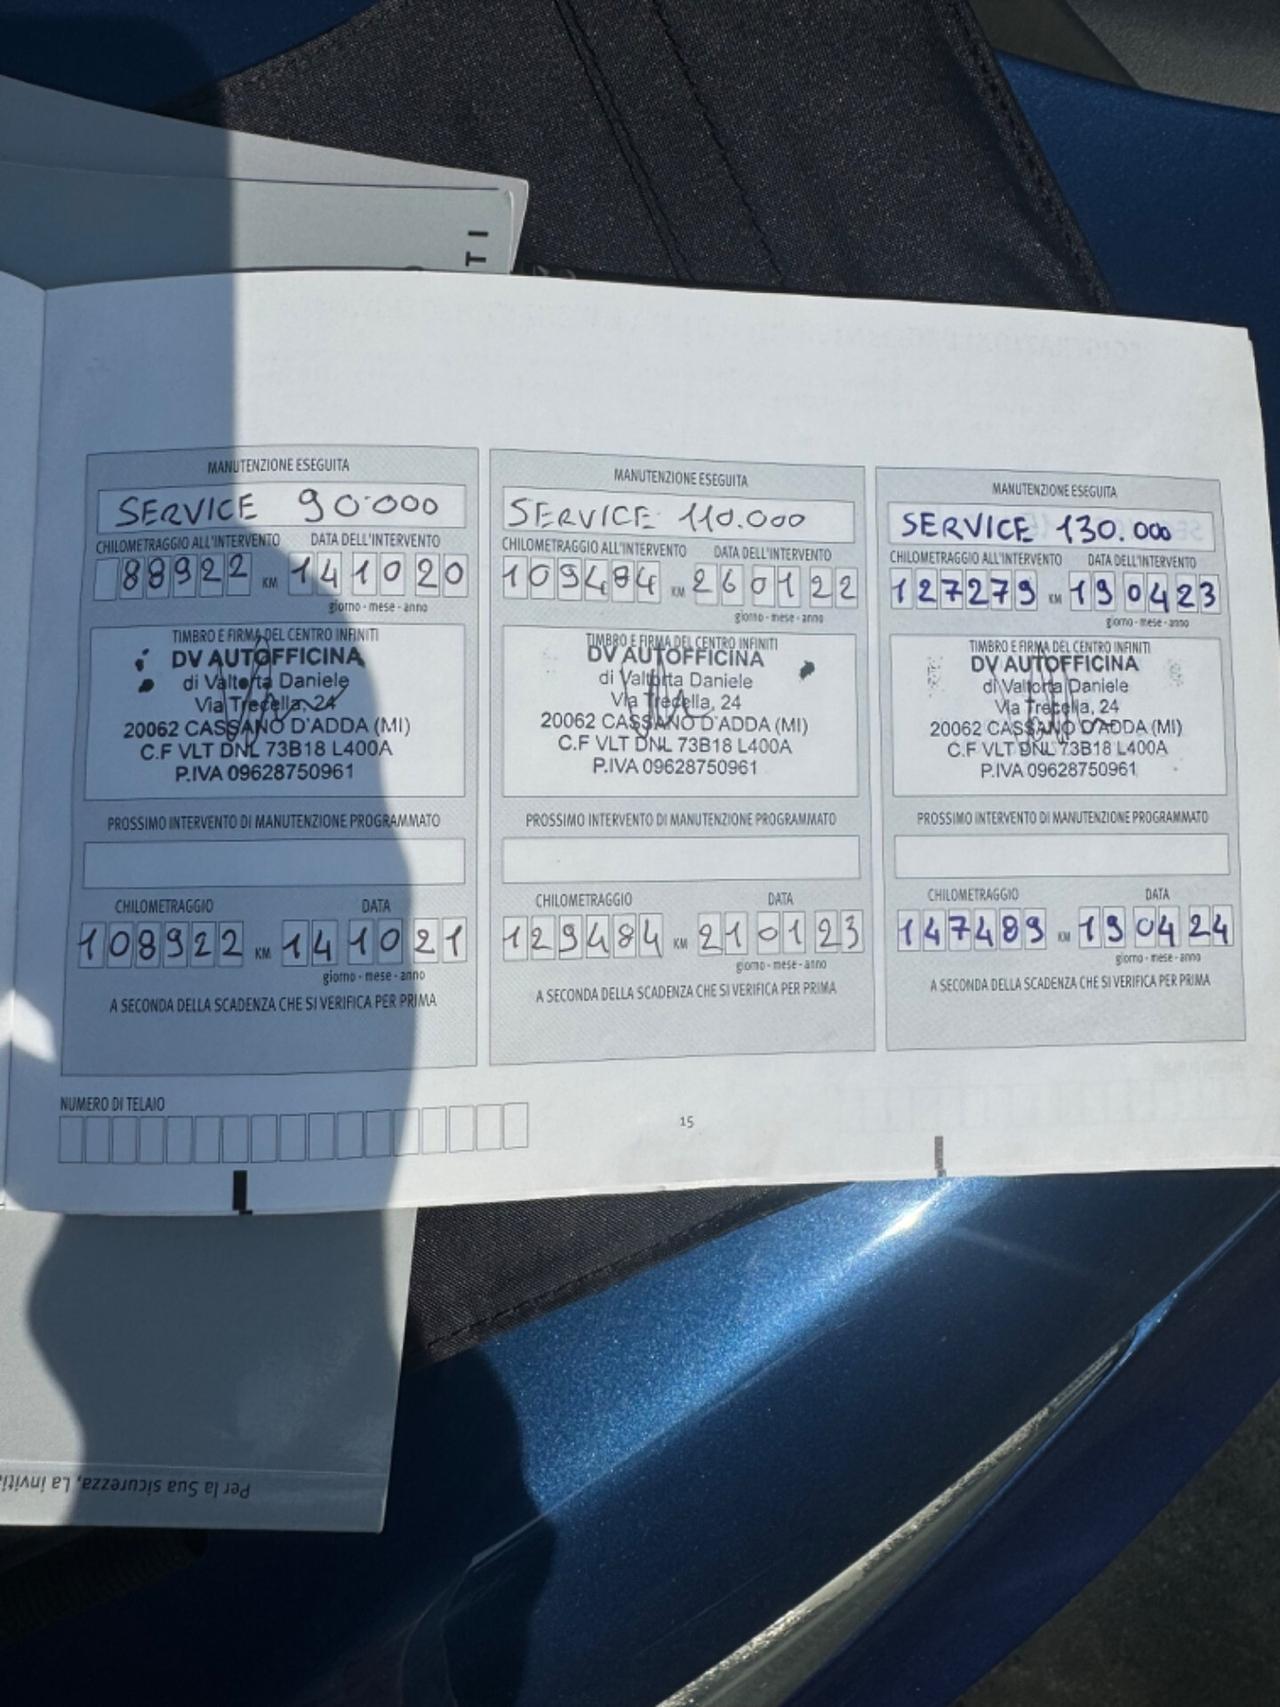 TI
MANUTENZIONE ESEGUITA
SERVICE 90.000
CHILOMETRAGGIO ALL'INTERVENTO DATA DELL'INTERVENTO
88922 KM 141020
giorno - mese - anno
TIMBRO E FIRMA DEL CENTRO INFINITI
DV AUTOFFICINA
di Valtorta Daniele
Via Trecella, 24
20062 CASSANO D'ADDA (MI)
C.F VLT DNL 73B18 L400A
P.IVA 09628750961
PROSSIMO INTERVENTO DI MANUTENZIONE PROGRAMMATO
CHILOMETRAGGIO DATA
108922 KM 141021
giorno - mese - anno
A SECONDA DELLA SCADENZA CHE SI VERIFICA PER PRIMA
MANUTENZIONE ESEGUITA
SERVICE 110.000
CHILOMETRAGGIO ALL'INTERVENTO DATA DELL'INTERVENTO
109484 KM 260122
giorno - mese - anno
TIMBRO E FIRMA DEL CENTRO INFINITI
DV AUTOFFICINA
di Valtorta Daniele
Via Trecella, 24
20062 CASSANO D'ADDA (MI)
C.F VLT DNL 73B18 L400A
P.IVA 09628750961
PROSSIMO INTERVENTO DI MANUTENZIONE PROGRAMMATO
CHILOMETRAGGIO DATA
129484 KM 210123
giorno - mese - anno
A SECONDA DELLA SCADENZA CHE SI VERIFICA PER PRIMA
MANUTENZIONE ESEGUITA
SERVICE 130.000
CHILOMETRAGGIO ALL'INTERVENTO DATA DELL'INTERVENTO
127279 KM 190423
giorno - mese - anno
TIMBRO E FIRMA DEL CENTRO INFINITI
DV AUTOFFICINA
di Valtorta Daniele
Via Trecella, 24
20062 CASSANO D'ADDA (MI)
C.F VLT DNL 73B18 L400A
P.IVA 09628750961
PROSSIMO INTERVENTO DI MANUTENZIONE PROGRAMMATO
CHILOMETRAGGIO DATA
147489 KM 190424
giorno - mese - anno
A SECONDA DELLA SCADENZA CHE SI VERIFICA PER PRIMA
NUMERO DI TELAIO
15
Per la Sua sicurezza, La inviti